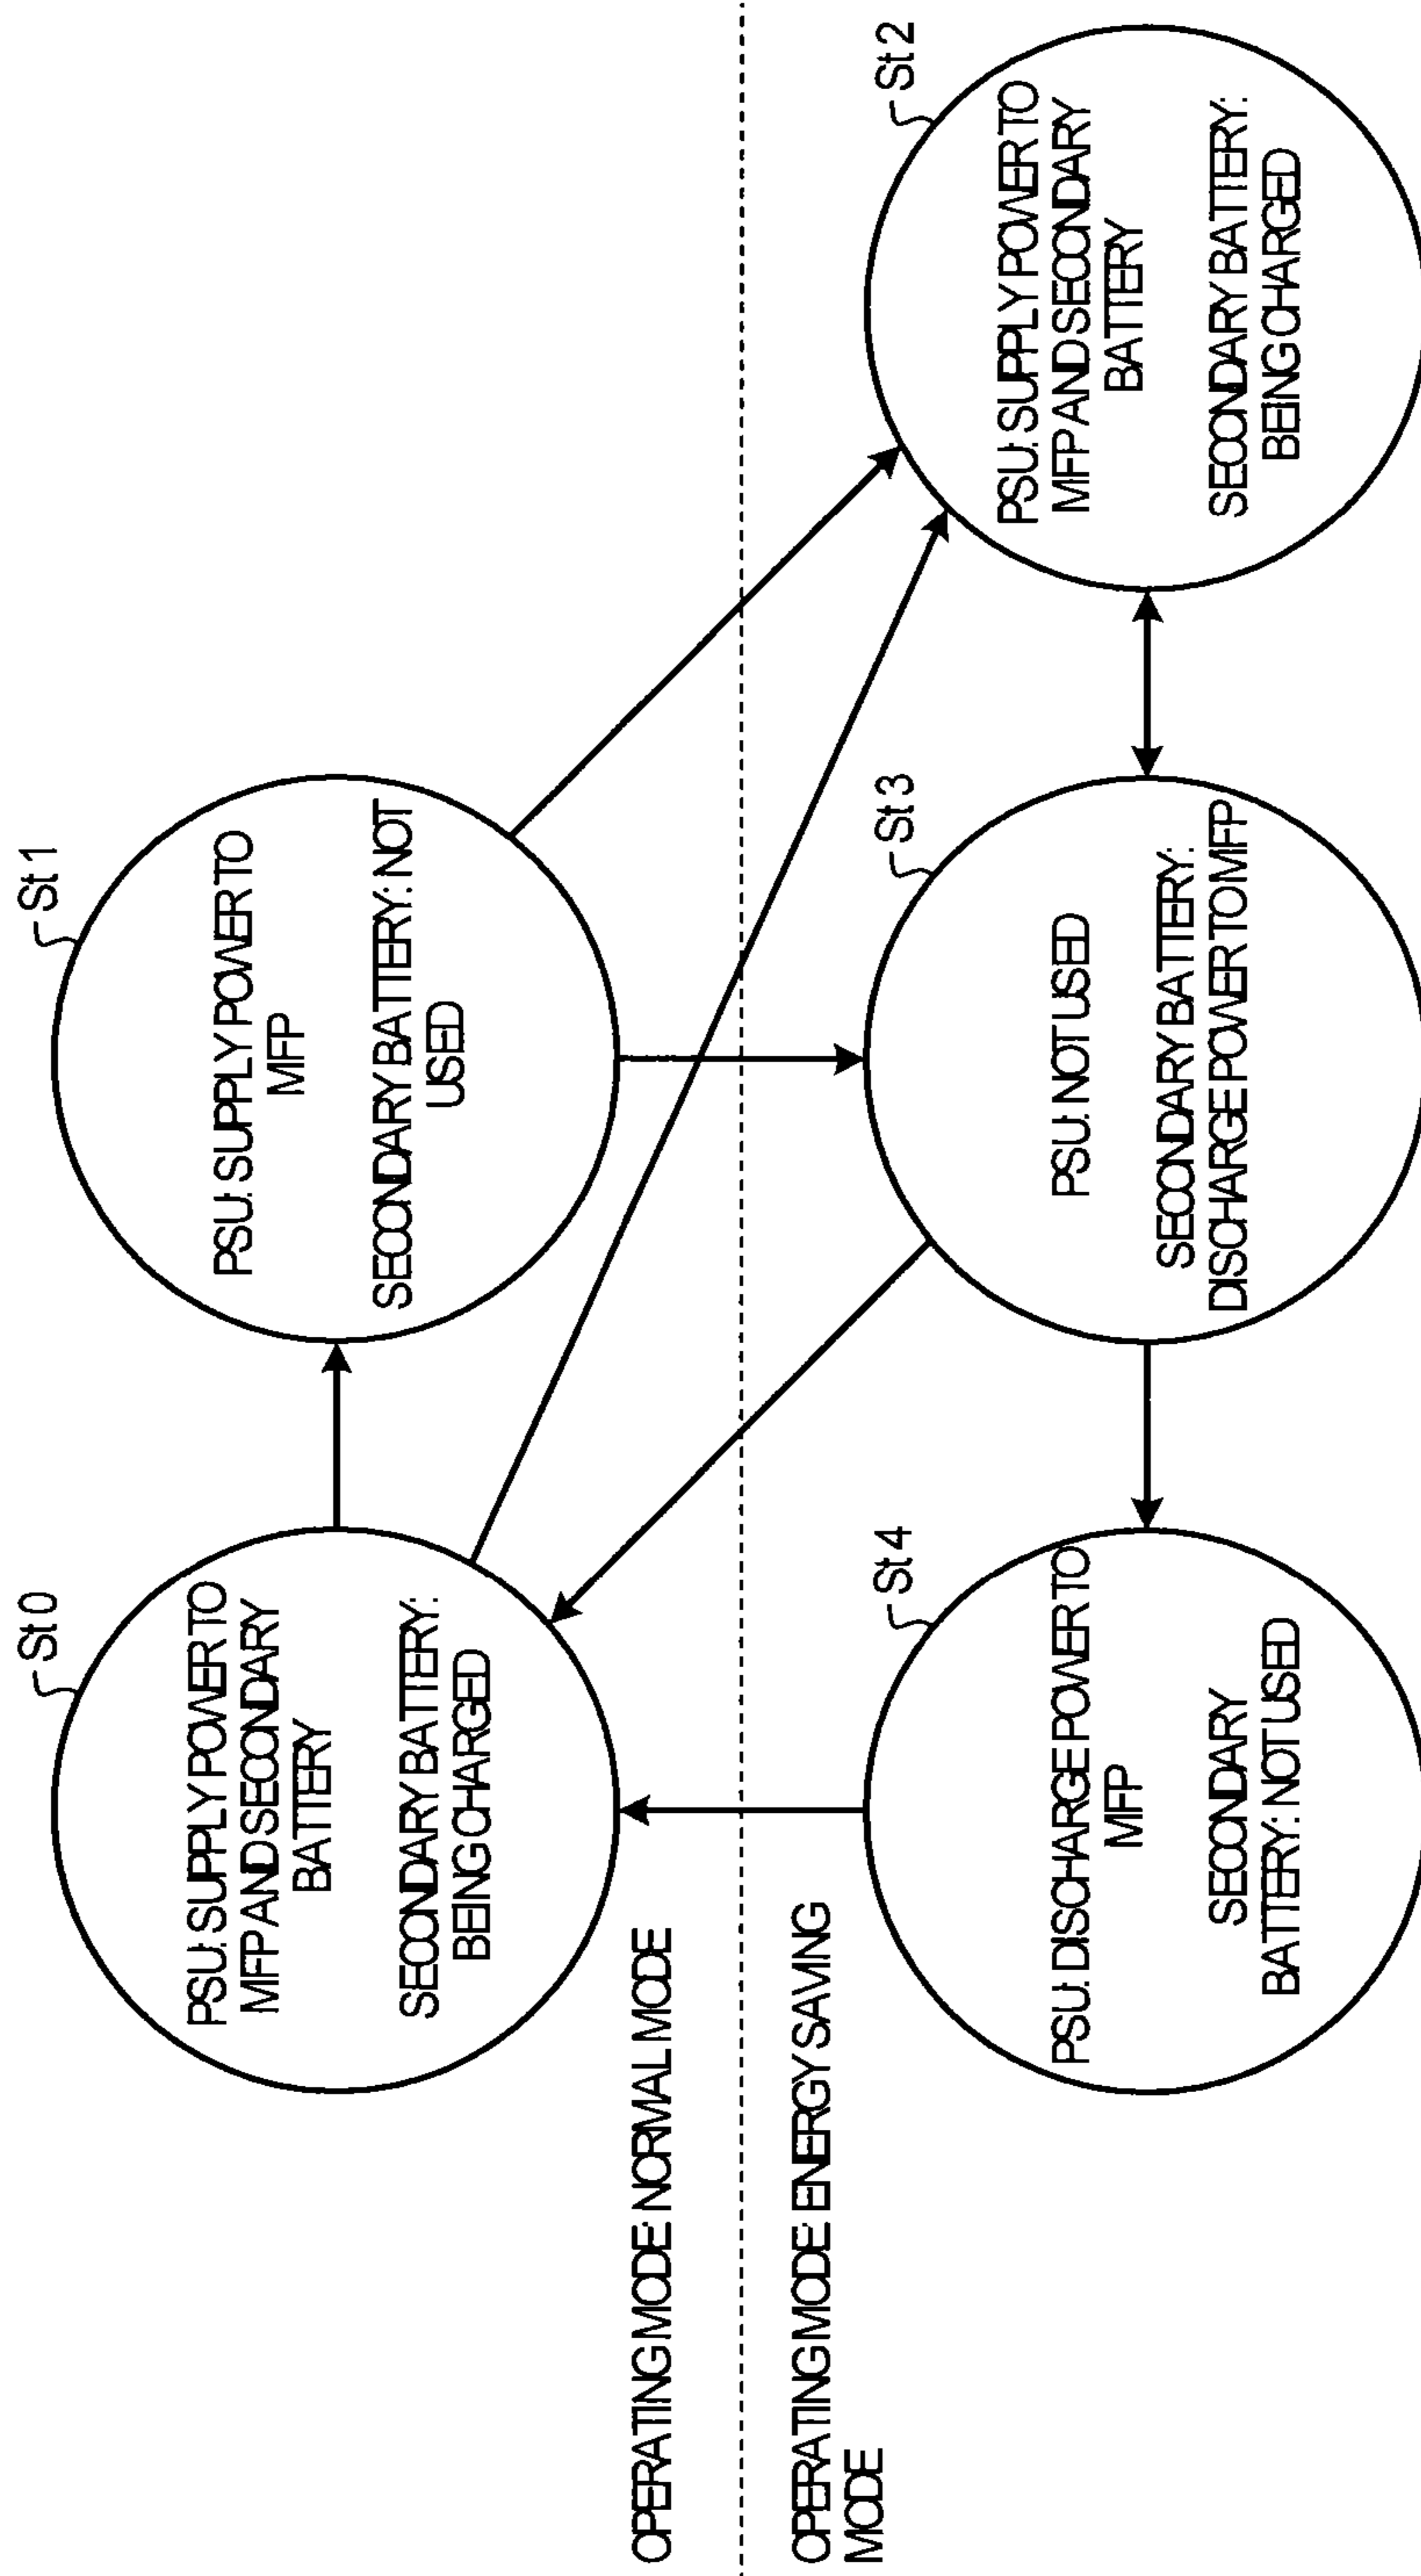 St 0
PSU: SUPPLY POWER TO
MFP AND SECONDARY
BATTERY
SECONDARY BATTERY:
BEING CHARGED
St 1
PSU: SUPPLY POWER TO
MFP
SECONDARY BATTERY: NOT
USED
OPERATING MODE: NORMAL MODE
OPERATING MODE: ENERGY SAVING
MODE
St 4
PSU: DISCHARGE POWER TO
MFP
SECONDARY
BATTERY: NOT USED
St 3
PSU: NOT USED
SECONDARY BATTERY:
DISCHARGE POWER TO MFP
St 2
PSU: SUPPLY POWER TO
MFP AND SECONDARY
BATTERY
SECONDARY BATTERY:
BEING CHARGED